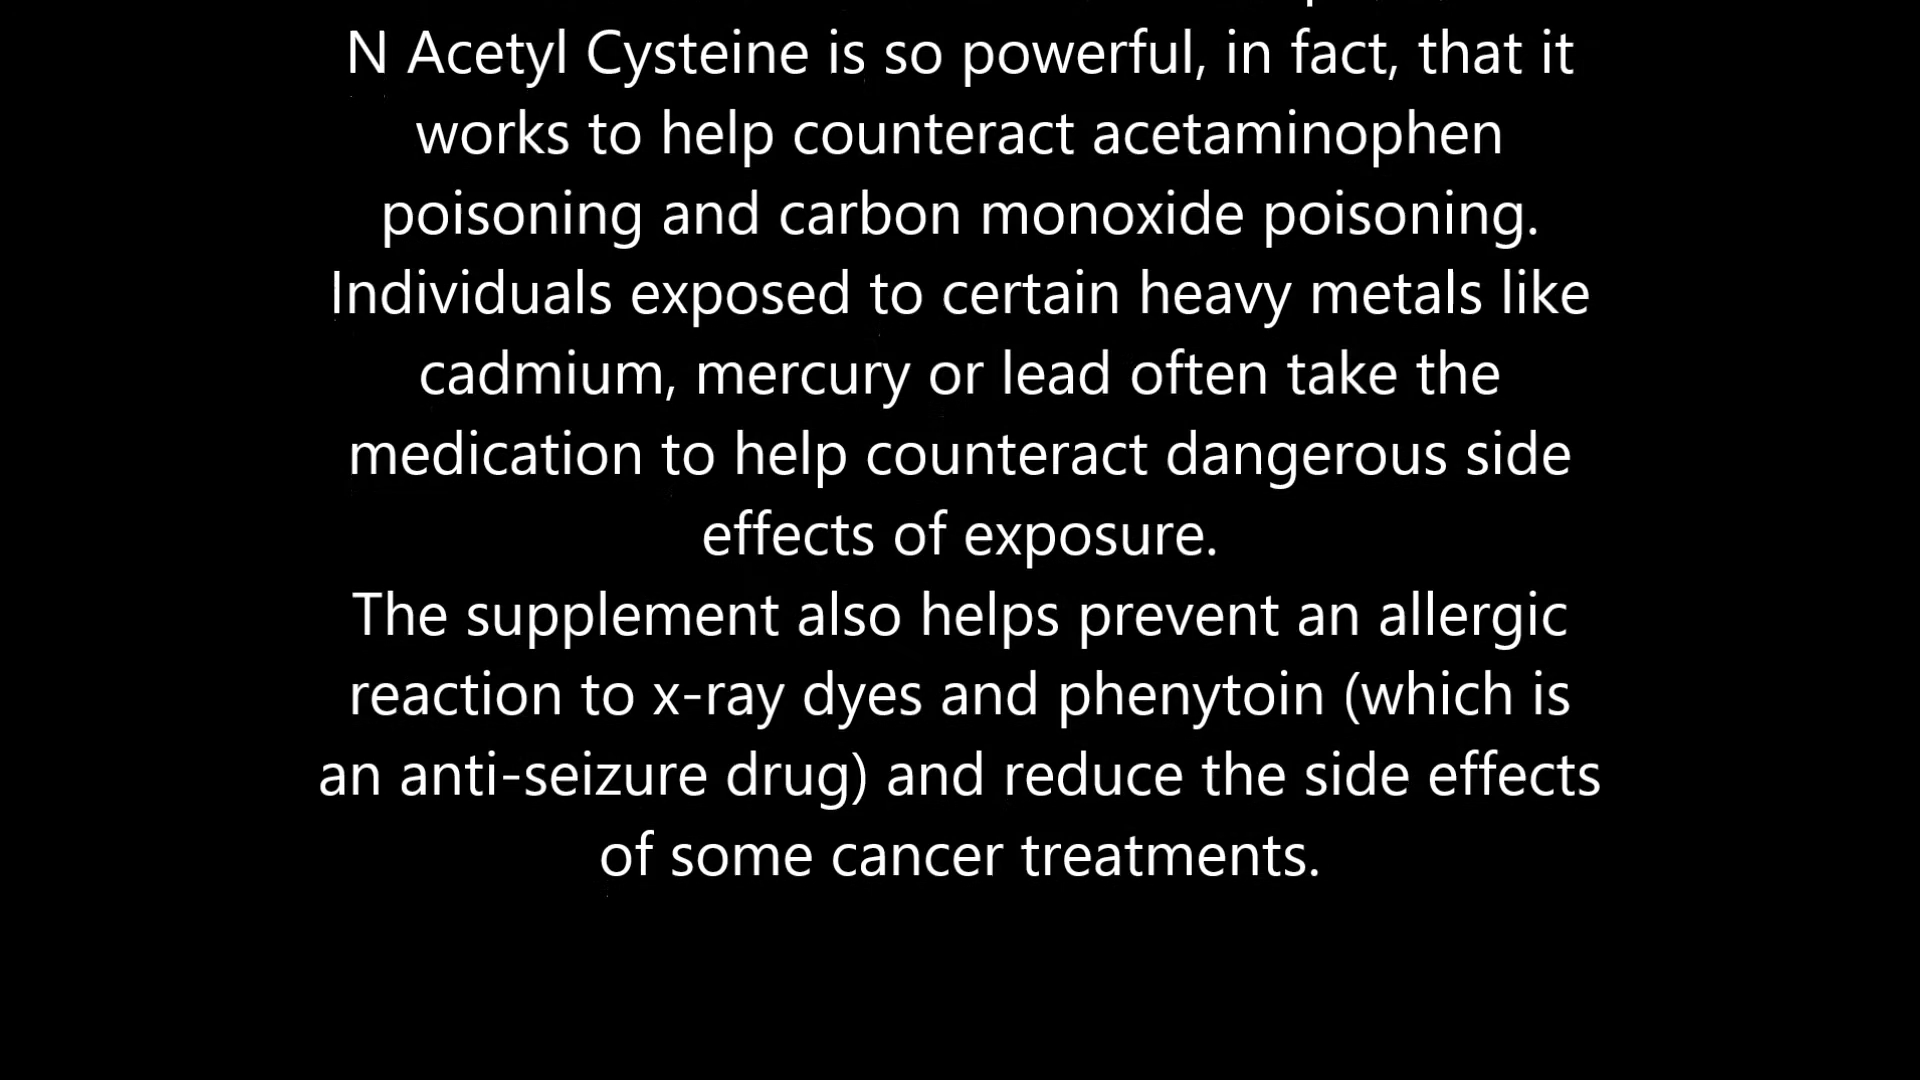 N Acetyl Cysteine is so powerful, in fact, that it
works to help counteract acetaminophen
poisoning and carbon monoxide poisoning.
Individuals exposed to certain heavy metals like
cadmium, mercury or lead often take the
medication to help counteract dangerous side
effects of exposure.
The supplement also helps prevent an allergic
reaction to x-ray dyes and phenytoin (which is
an anti-seizure drug) and reduce the side effects
of some cancer treatments.